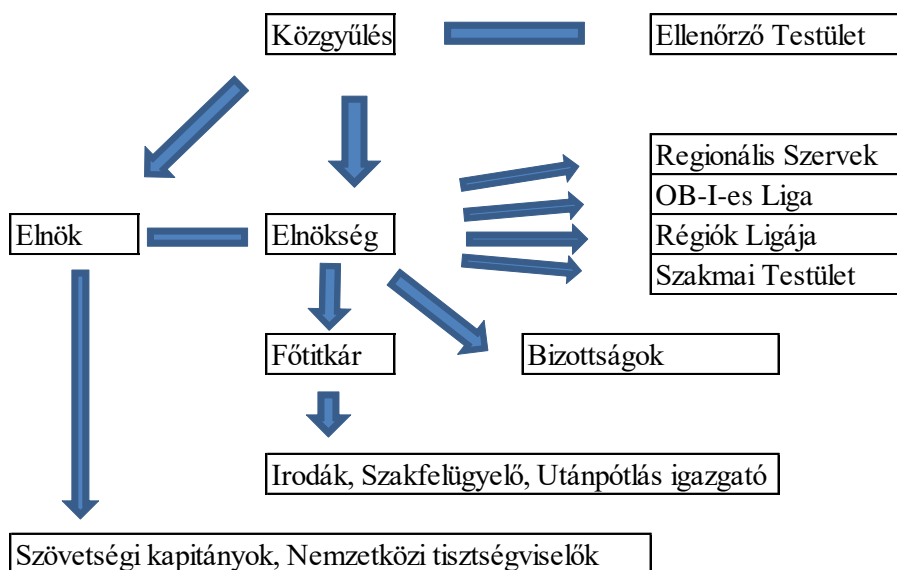 Közgyűlés
Ellenőrző Testület
Regionális Szervek
OB-I-es Liga
Elnök
Elnökség
Régiók Ligája
Szakmai Testület
Főtitkár
Bizottságok
Irodák, Szakfelügyelő, Utánpótlás igazgató
Szövetségi kapitányok, Nemzetközi tisztségviselők